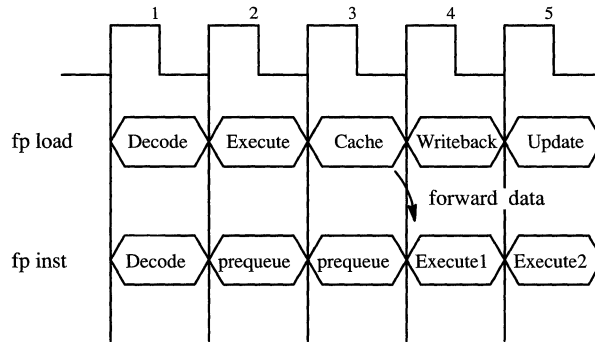 1 2 3 4 5
fp load Decode Execute Cache Writeback Update
forward data
fp inst Decode prequeue prequeue Execute1 Execute2